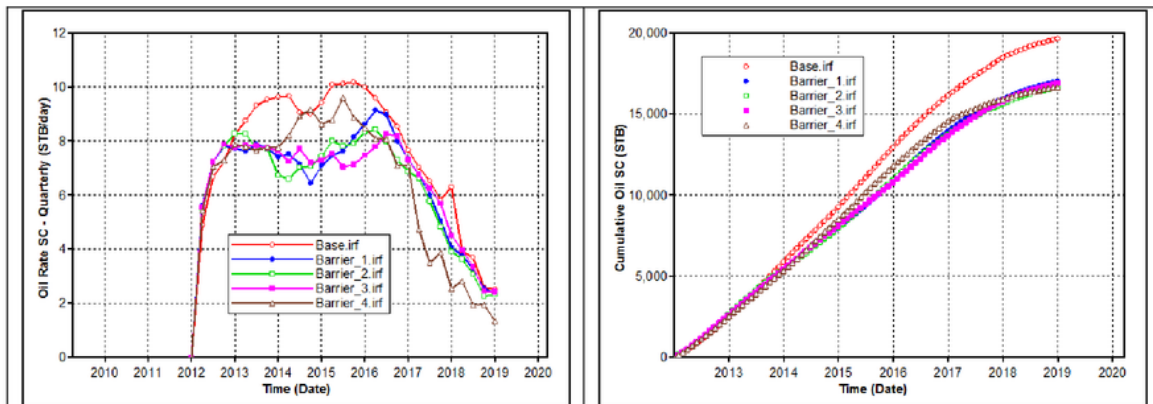 Oil Rate SC - Quarterly (STB/day)
12
10
8
6
4
2
0
Base.irf
Barrier_1.irf
Barrier_2.irf
Barrier_3.irf
Barrier_4.irf
2010 2011 2012 2013 2014 2015 2016 2017 2018 2019 2020
Time (Date)
Cumulative Oil SC (STB)
20,000
15,000
10,000
5,000
0
Base.irf
Barrier_1.irf
Barrier_2.irf
Barrier_3.irf
Barrier_4.irf
2013 2014 2015 2016 2017 2018 2019 2020
Time (Date)